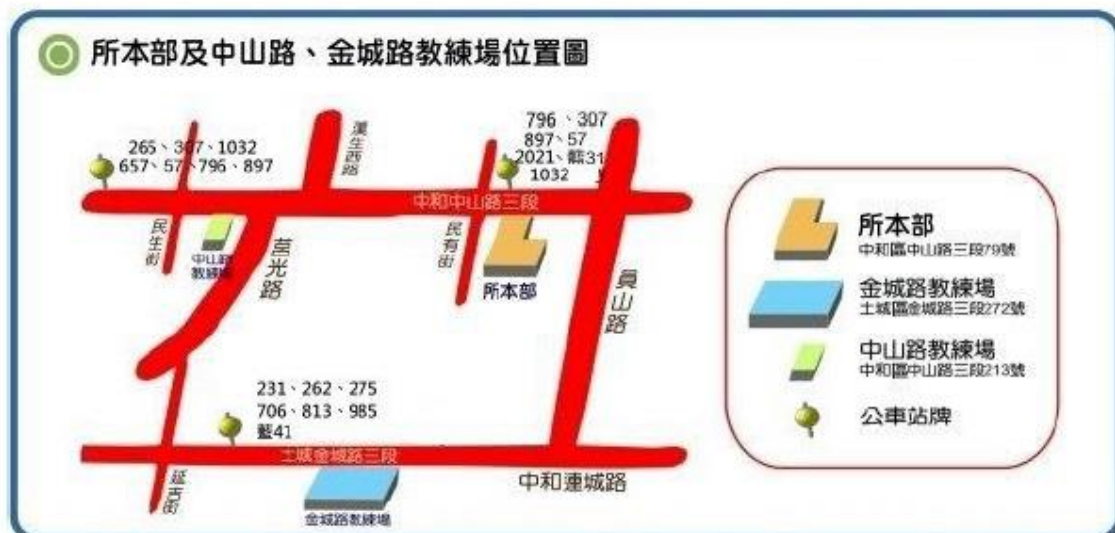 所本部及中山路、金城路教練場位置圖
265、307、1032
657、57、796、897
漢生西路
796、307
897、57
2021、藍31
1032
中和中山路三段
民生街
中山路
教練場
莒光路
民有街
所本部
員山路
231、262、275
706、813、985
藍41
土城金城路三段
延吉街
金城路教練場
中和連城路
所本部
中和區中山路三段79號
金城路教練場
土城區金城路三段272號
中山路教練場
中和區中山路三段213號
公車站牌